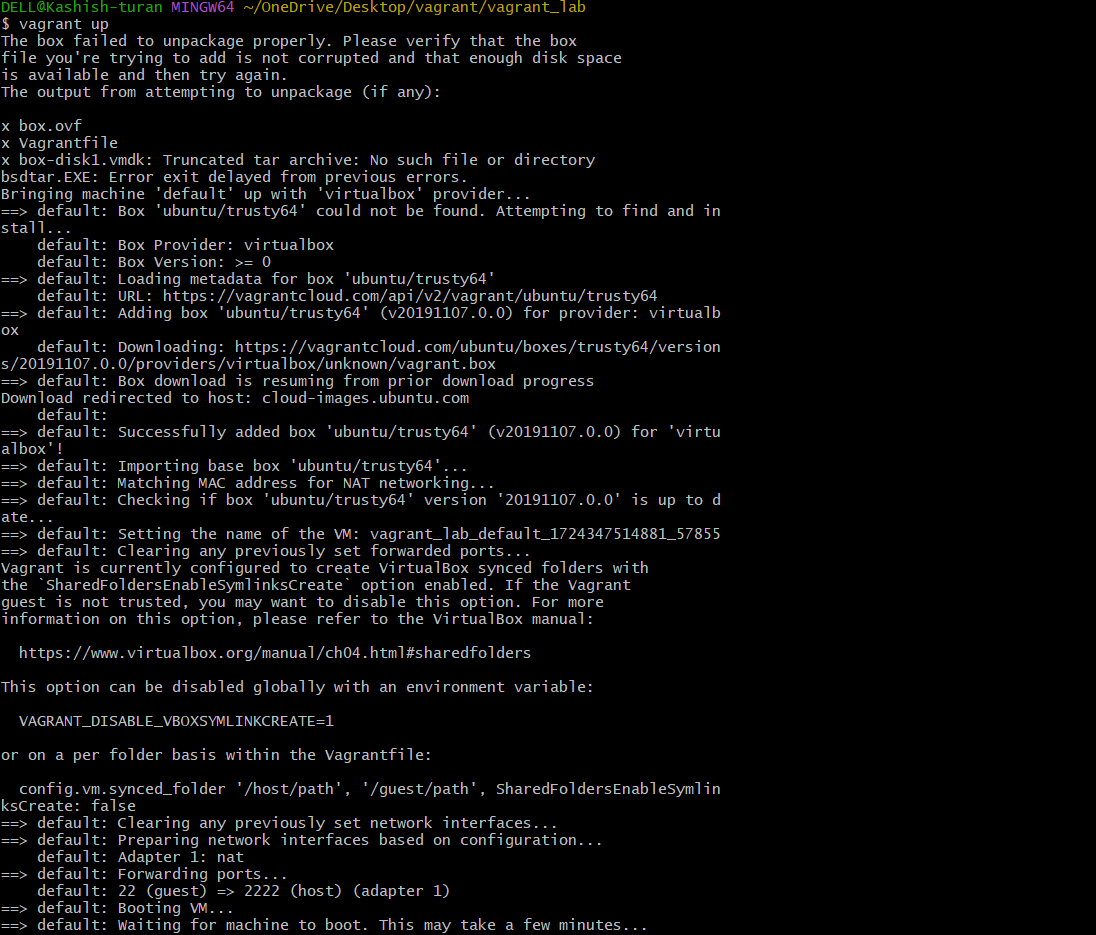 DELL@Kashish-turan MINGW64 ~/OneDrive/Desktop/vagrant/vagrant_lab
$ vagrant up
The box failed to unpackage properly. Please verify that the box
file you're trying to add is not corrupted and that enough disk space
is available and then try again.
The output from attempting to unpackage (if any):

x box.ovf
x Vagrantfile
x box-disk1.vmdk: Truncated tar archive: No such file or directory
bsdtar.EXE: Error exit delayed from previous errors.
Bringing machine 'default' up with 'virtualbox' provider...
==> default: Box 'ubuntu/trusty64' could not be found. Attempting to find and in
stall...
    default: Box Provider: virtualbox
    default: Box Version: >= 0
==> default: Loading metadata for box 'ubuntu/trusty64'
    default: URL: https://vagrantcloud.com/api/v2/vagrant/ubuntu/trusty64
==> default: Adding box 'ubuntu/trusty64' (v20191107.0.0) for provider: virtualb
ox
    default: Downloading: https://vagrantcloud.com/ubuntu/boxes/trusty64/version
s/20191107.0.0/providers/virtualbox/unknown/vagrant.box
==> default: Box download is resuming from prior download progress
Download redirected to host: cloud-images.ubuntu.com
    default:
==> default: Successfully added box 'ubuntu/trusty64' (v20191107.0.0) for 'virtu
albox'!
==> default: Importing base box 'ubuntu/trusty64'...
==> default: Matching MAC address for NAT networking...
==> default: Checking if box 'ubuntu/trusty64' version '20191107.0.0' is up to d
ate...
==> default: Setting the name of the VM: vagrant_lab_default_1724347514881_57855
==> default: Clearing any previously set forwarded ports...
Vagrant is currently configured to create VirtualBox synced folders with
the `SharedFoldersEnableSymlinksCreate` option enabled. If the Vagrant
guest is not trusted, you may want to disable this option. For more
information on this option, please refer to the VirtualBox manual:

  https://www.virtualbox.org/manual/ch04.html#sharedfolders

This option can be disabled globally with an environment variable:

  VAGRANT_DISABLE_VBOXSYMLINKCREATE=1

or on a per folder basis within the Vagrantfile:

  config.vm.synced_folder '/host/path', '/guest/path', SharedFoldersEnableSymlin
ksCreate: false
==> default: Clearing any previously set network interfaces...
==> default: Preparing network interfaces based on configuration...
    default: Adapter 1: nat
==> default: Forwarding ports...
    default: 22 (guest) => 2222 (host) (adapter 1)
==> default: Booting VM...
==> default: Waiting for machine to boot. This may take a few minutes...